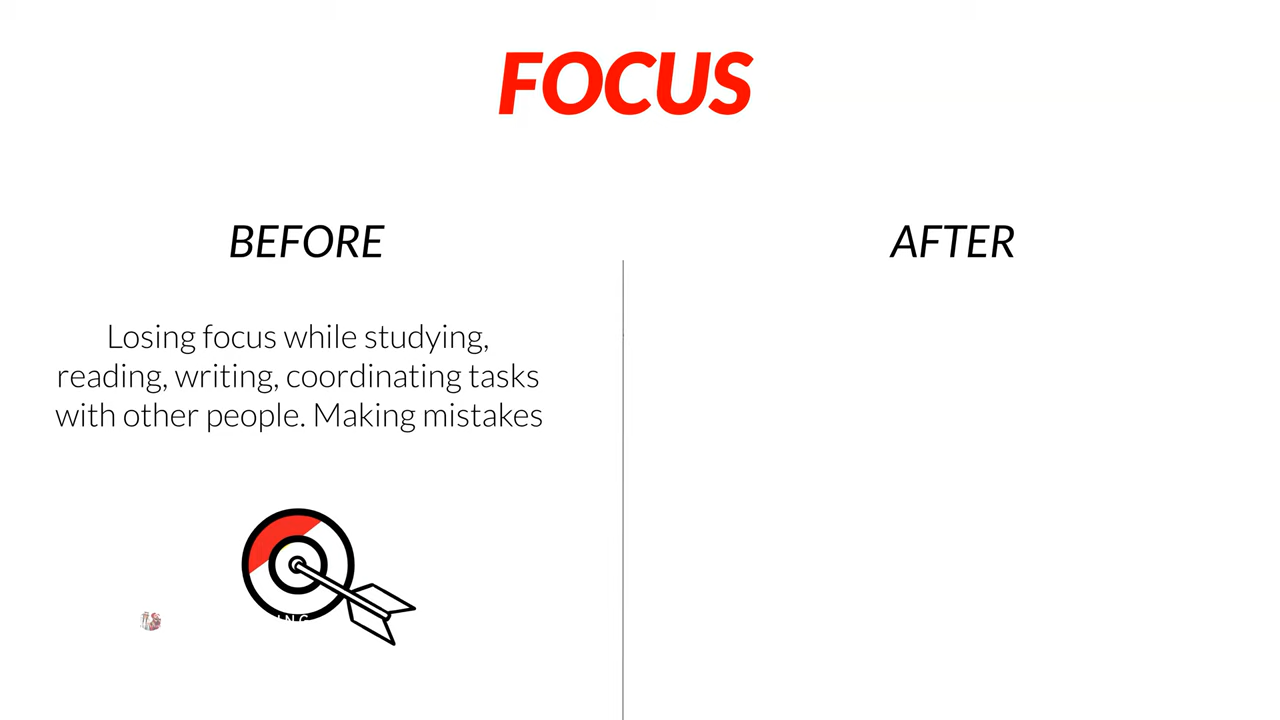 FOCUS
BEFORE
AFTER
Losing focus while studying,
reading, writing, coordinating tasks
with other people. Making mistakes